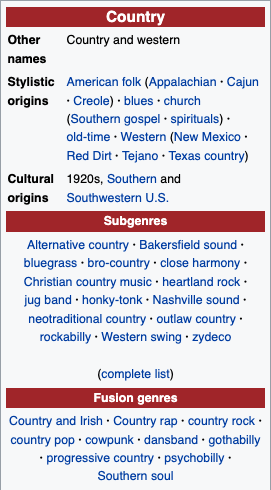 Country
Other names
Country and western
Stylistic origins
American folk (Appalachian · Cajun
· Creole) · blues · church
(Southern gospel · spirituals) ·
old-time · Western (New Mexico ·
Red Dirt · Tejano · Texas country)
Cultural origins
1920s, Southern and
Southwestern U.S.
Subgenres
Alternative country · Bakersfield sound ·
bluegrass · bro-country · close harmony ·
Christian country music · heartland rock ·
jug band · honky-tonk · Nashville sound ·
neotraditional country · outlaw country ·
rockabilly · Western swing · zydeco
(complete list)
Fusion genres
Country and Irish · Country rap · country rock ·
country pop · cowpunk · dansband · gothabilly
· progressive country · psychobilly ·
Southern soul